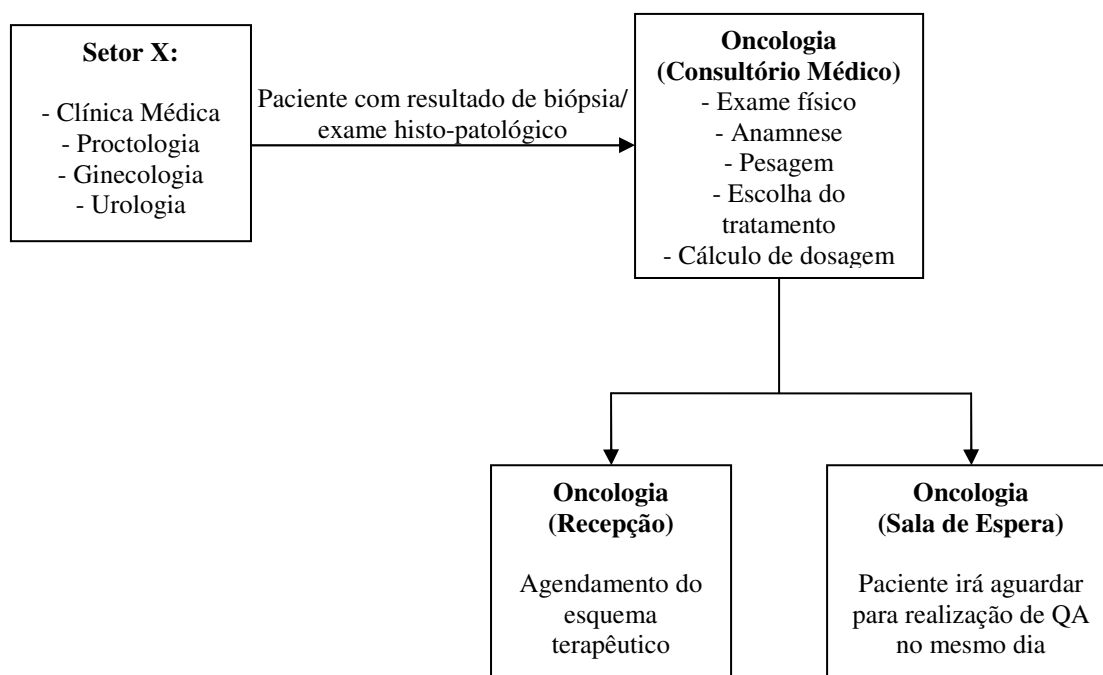 Setor X:
- Clínica Médica
- Proctologia
- Ginecologia
- Urologia
Paciente com resultado de biópsia/
exame histo-patológico
Oncologia
(Consultório Médico)
- Exame físico
- Anamnese
- Pesagem
- Escolha do
tratamento
- Cálculo de dosagem
Oncologia
(Recepção)
Agendamento do
esquema
terapêutico
Oncologia
(Sala de Espera)
Paciente irá aguardar
para realização de QA
no mesmo dia